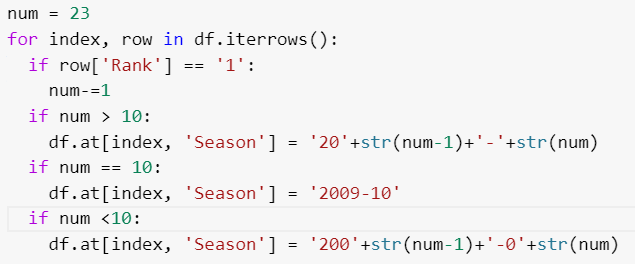 num = 23
for index, row in df.iterrows():
  if row['Rank'] == '1':
    num-=1
  if num > 10:
    df.at[index, 'Season'] = '20'+str(num-1)+'-'+str(num)
  if num == 10:
    df.at[index, 'Season'] = '2009-10'
  if num <10:
    df.at[index, 'Season'] = '200'+str(num-1)+'-0'+str(num)